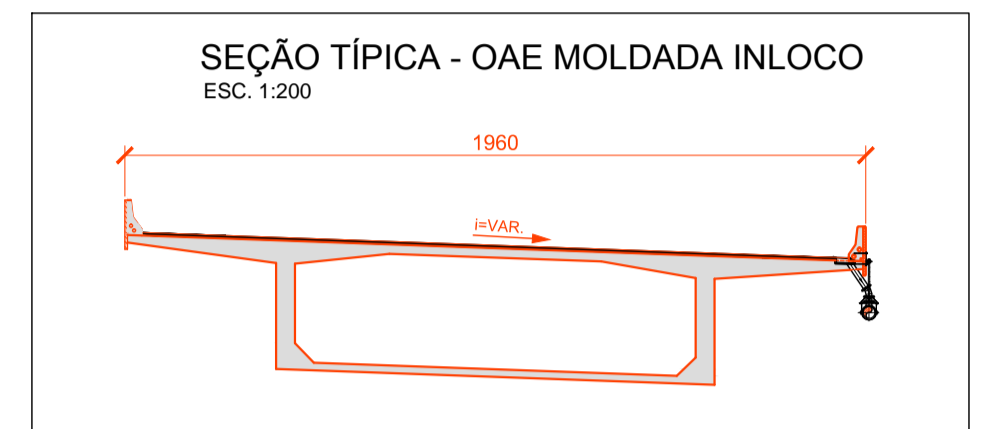 SEÇÃO TÍPICA - OAE MOLDADA INLOCO
ESC. 1:200
1960
i=VAR.